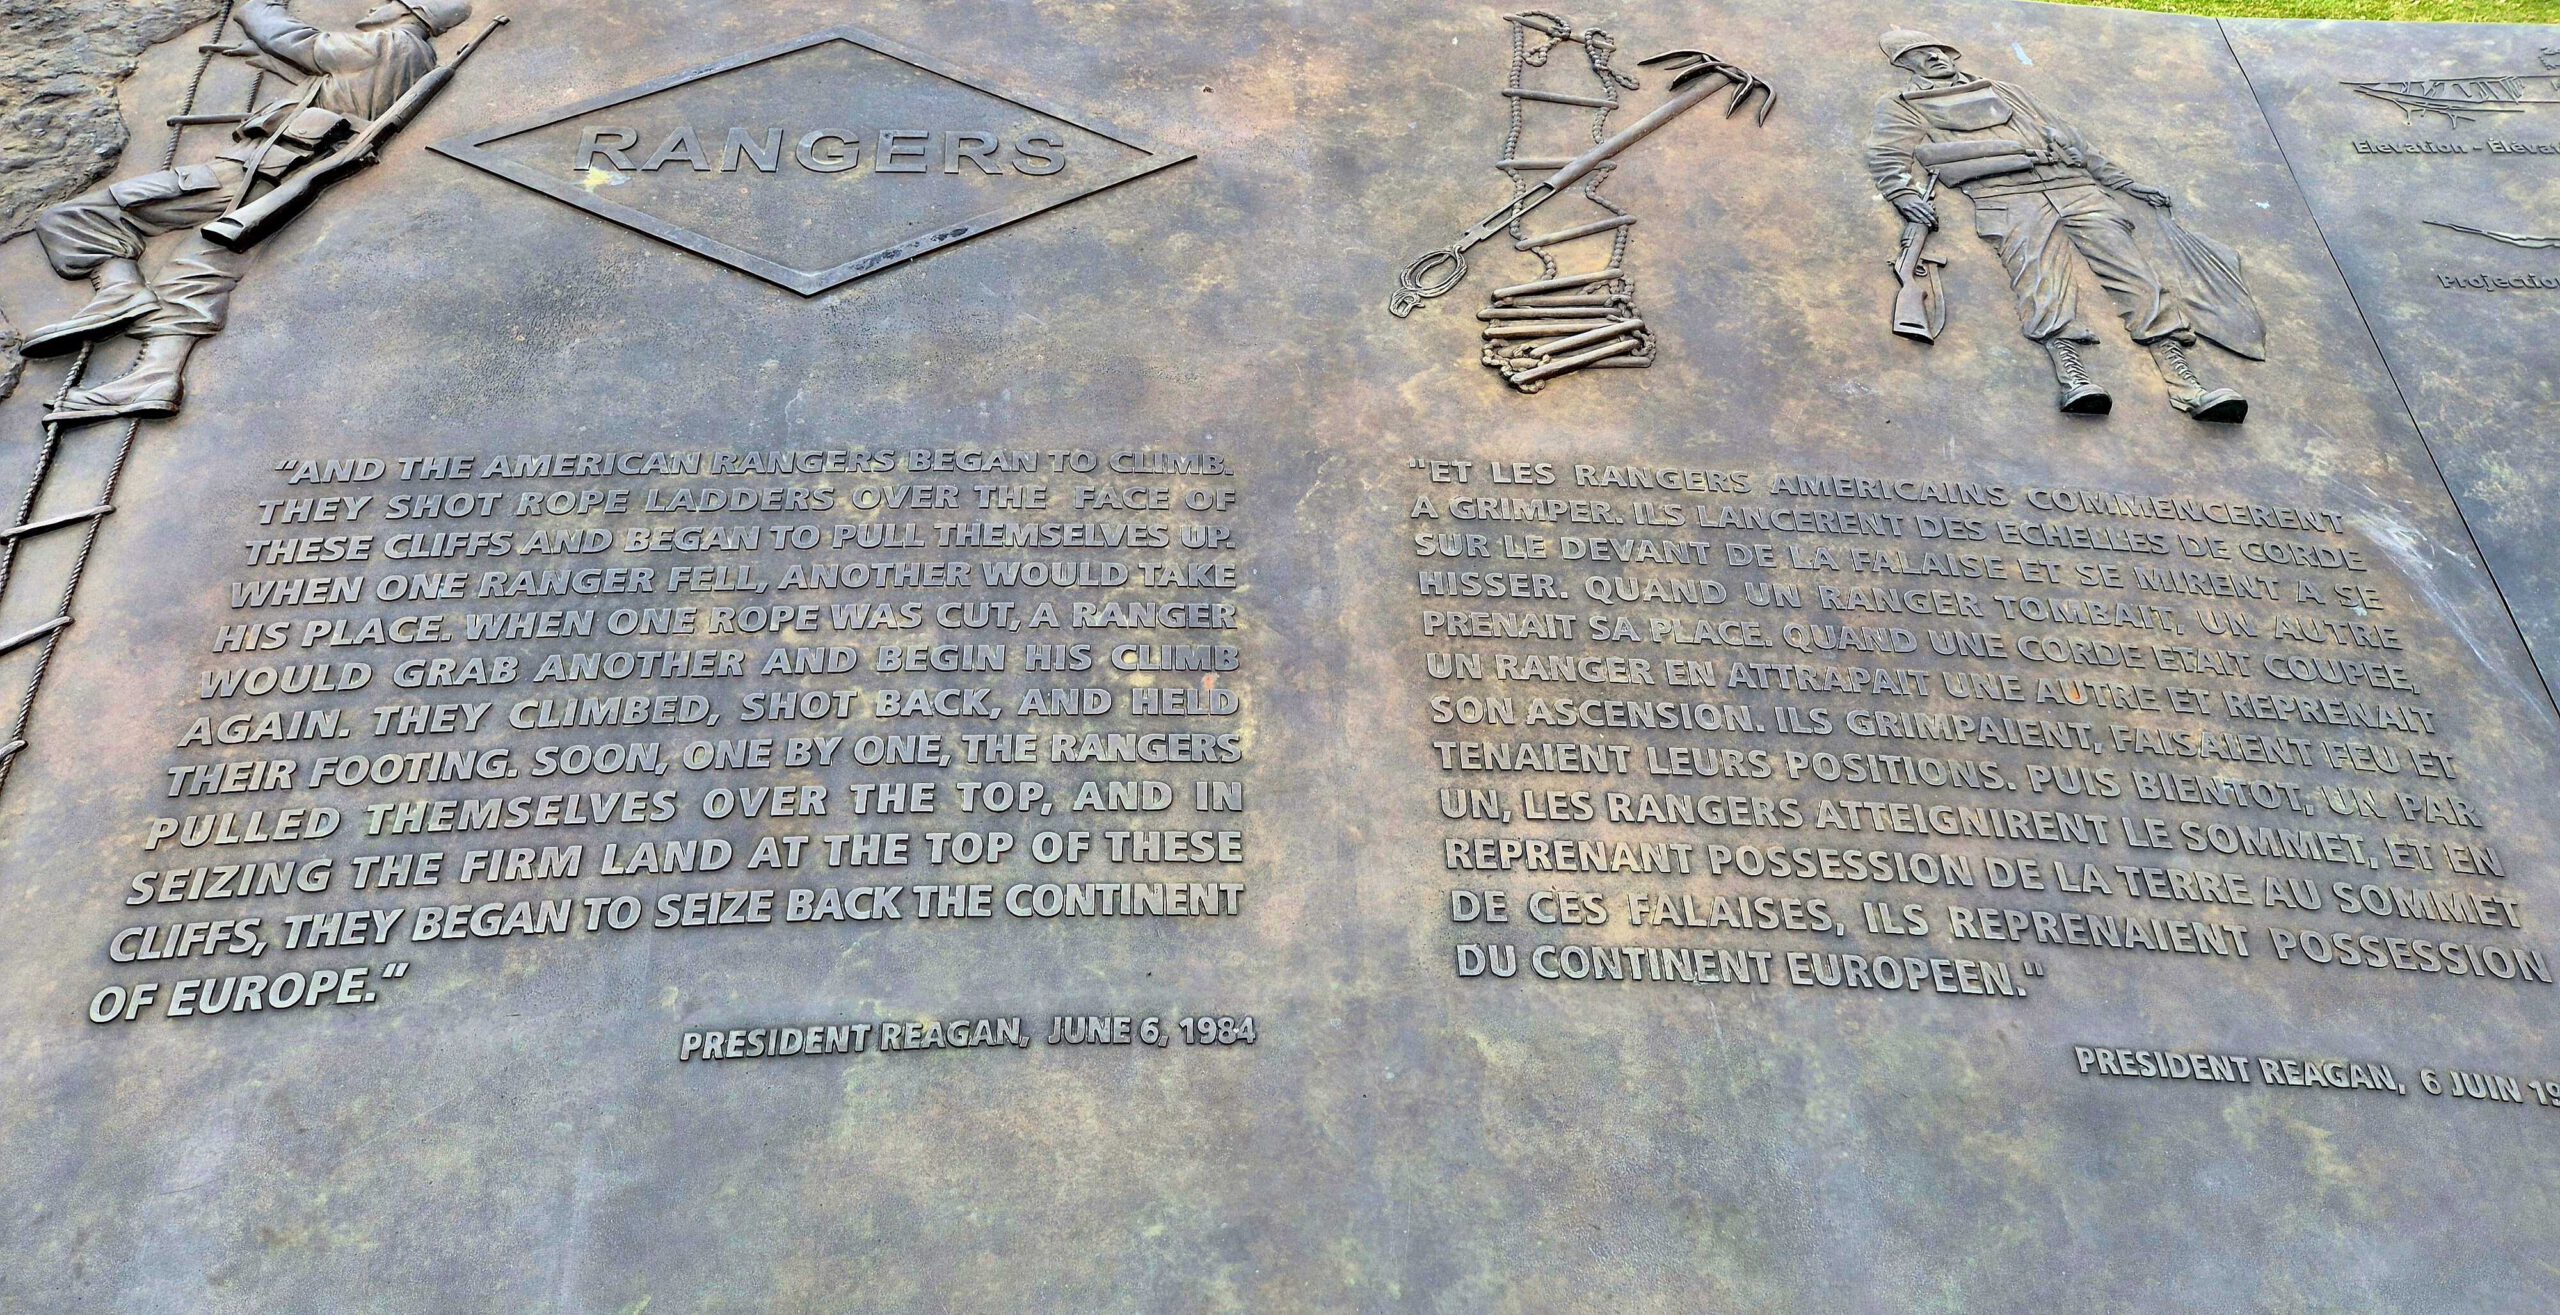 RANGERS
"AND THE AMERICAN RANGERS BEGAN TO CLIMB.
THEY SHOT ROPE LADDERS OVER THE FACE OF
THESE CLIFFS AND BEGAN TO PULL THEMSELVES UP.
WHEN ONE RANGER FELL, ANOTHER WOULD TAKE
HIS PLACE. WHEN ONE ROPE WAS CUT, A RANGER
WOULD GRAB ANOTHER AND BEGIN HIS CLIMB
AGAIN. THEY CLIMBED, SHOT BACK, AND HELD
THEIR FOOTING. SOON, ONE BY ONE, THE RANGERS
PULLED THEMSELVES OVER THE TOP, AND IN
SEIZING THE FIRM LAND AT THE TOP OF THESE
CLIFFS, THEY BEGAN TO SEIZE BACK THE CONTINENT
OF EUROPE."
PRESIDENT REAGAN, JUNE 6, 1984
"ET LES RANGERS AMERICAINS COMMENCERENT
A GRIMPER. ILS LANCERENT DES ECHELLES DE CORDE
SUR LE DEVANT DE LA FALAISE ET SE MIRENT A SE
HISSER. QUAND UN RANGER TOMBAIT, UN AUTRE
PRENAIT SA PLACE. QUAND UNE CORDE ETAIT COUPEE,
UN RANGER EN ATTRAPAIT UNE AUTRE ET REPRENAIT
SON ASCENSION. ILS GRIMPAIENT, FAISAIENT FEU ET
TENAIENT LEURS POSITIONS. PUIS BIENTOT, UN PAR
UN, LES RANGERS ATTEIGNIRENT LE SOMMET, ET EN
REPRENANT POSSESSION DE LA TERRE AU SOMMET
DE CES FALAISES, ILS REPRENAIENT POSSESSION
DU CONTINENT EUROPEEN."
PRESIDENT REAGAN, 6 JUIN
Elevation -